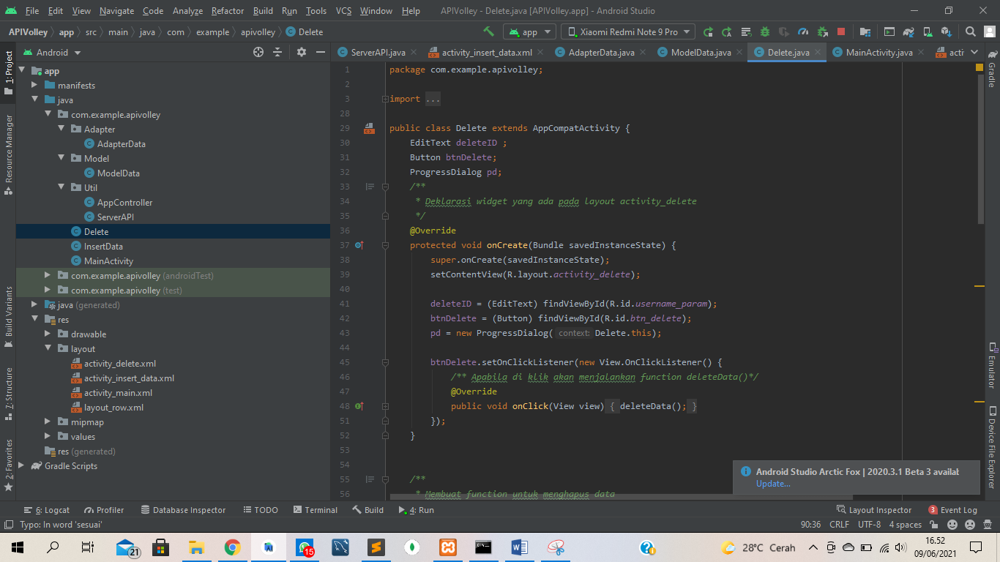 File Edit View Navigate Code Analyze Refactor Build Run Tools VCS Window Help APIVolley - Delete.java [APIVolley.app] - Android Studio
APIVolley app src main java com example apivolley Delete app Xiaomi Redmi Note 9 Pro
Android
ServerAPI.java activity_insert_data.xml AdapterData.java ModelData.java Delete.java MainActivity.java acti
1: Project
Resource Manager
Build Variants
7: Structure
2: Favorites
app
manifests
java
com.example.apivolley
Adapter
AdapterData
Model
ModelData
Util
AppController
ServerAPI
Delete
InsertData
MainActivity
com.example.apivolley (androidTest)
com.example.apivolley (test)
java (generated)
res
drawable
layout
activity_delete.xml
activity_insert_data.xml
activity_main.xml
layout_row.xml
mipmap
values
res (generated)
Gradle Scripts
1 package com.example.apivolley;
2
3 import ...
28
29 public class Delete extends AppCompatActivity {
30 EditText deleteID ;
31 Button btnDelete;
32 ProgressDialog pd;
33 /**
34 * Deklarasi widget yang ada pada layout activity_delete
35 */
36 @Override
37 protected void onCreate(Bundle savedInstanceState) {
38 super.onCreate(savedInstanceState);
39 setContentView(R.layout.activity_delete);
40
41 deleteID = (EditText) findViewById(R.id.username_param);
42 btnDelete = (Button) findViewById(R.id.btn_delete);
43 pd = new ProgressDialog( context: Delete.this);
44
45 btnDelete.setOnClickListener(new View.OnClickListener() {
46 /** Apabila di klik akan menjalankan function deleteData()*/
47 @Override
48 public void onClick(View view) { deleteData(); }
51 });
52 }
53
54
55 /**
56 * Membuat function untuk menghapus data
Gradle
Emulator
Device File Explorer
Android Studio Arctic Fox | 2020.3.1 Beta 3 availal
Update...
6: Logcat Profiler Database Inspector TODO Terminal Build 4: Run Layout Inspector 3 Event Log
Typo: In word 'sesuai' 90:36 CRLF UTF-8 4 spaces
21 15 28°C Cerah 16.52
09/06/2021